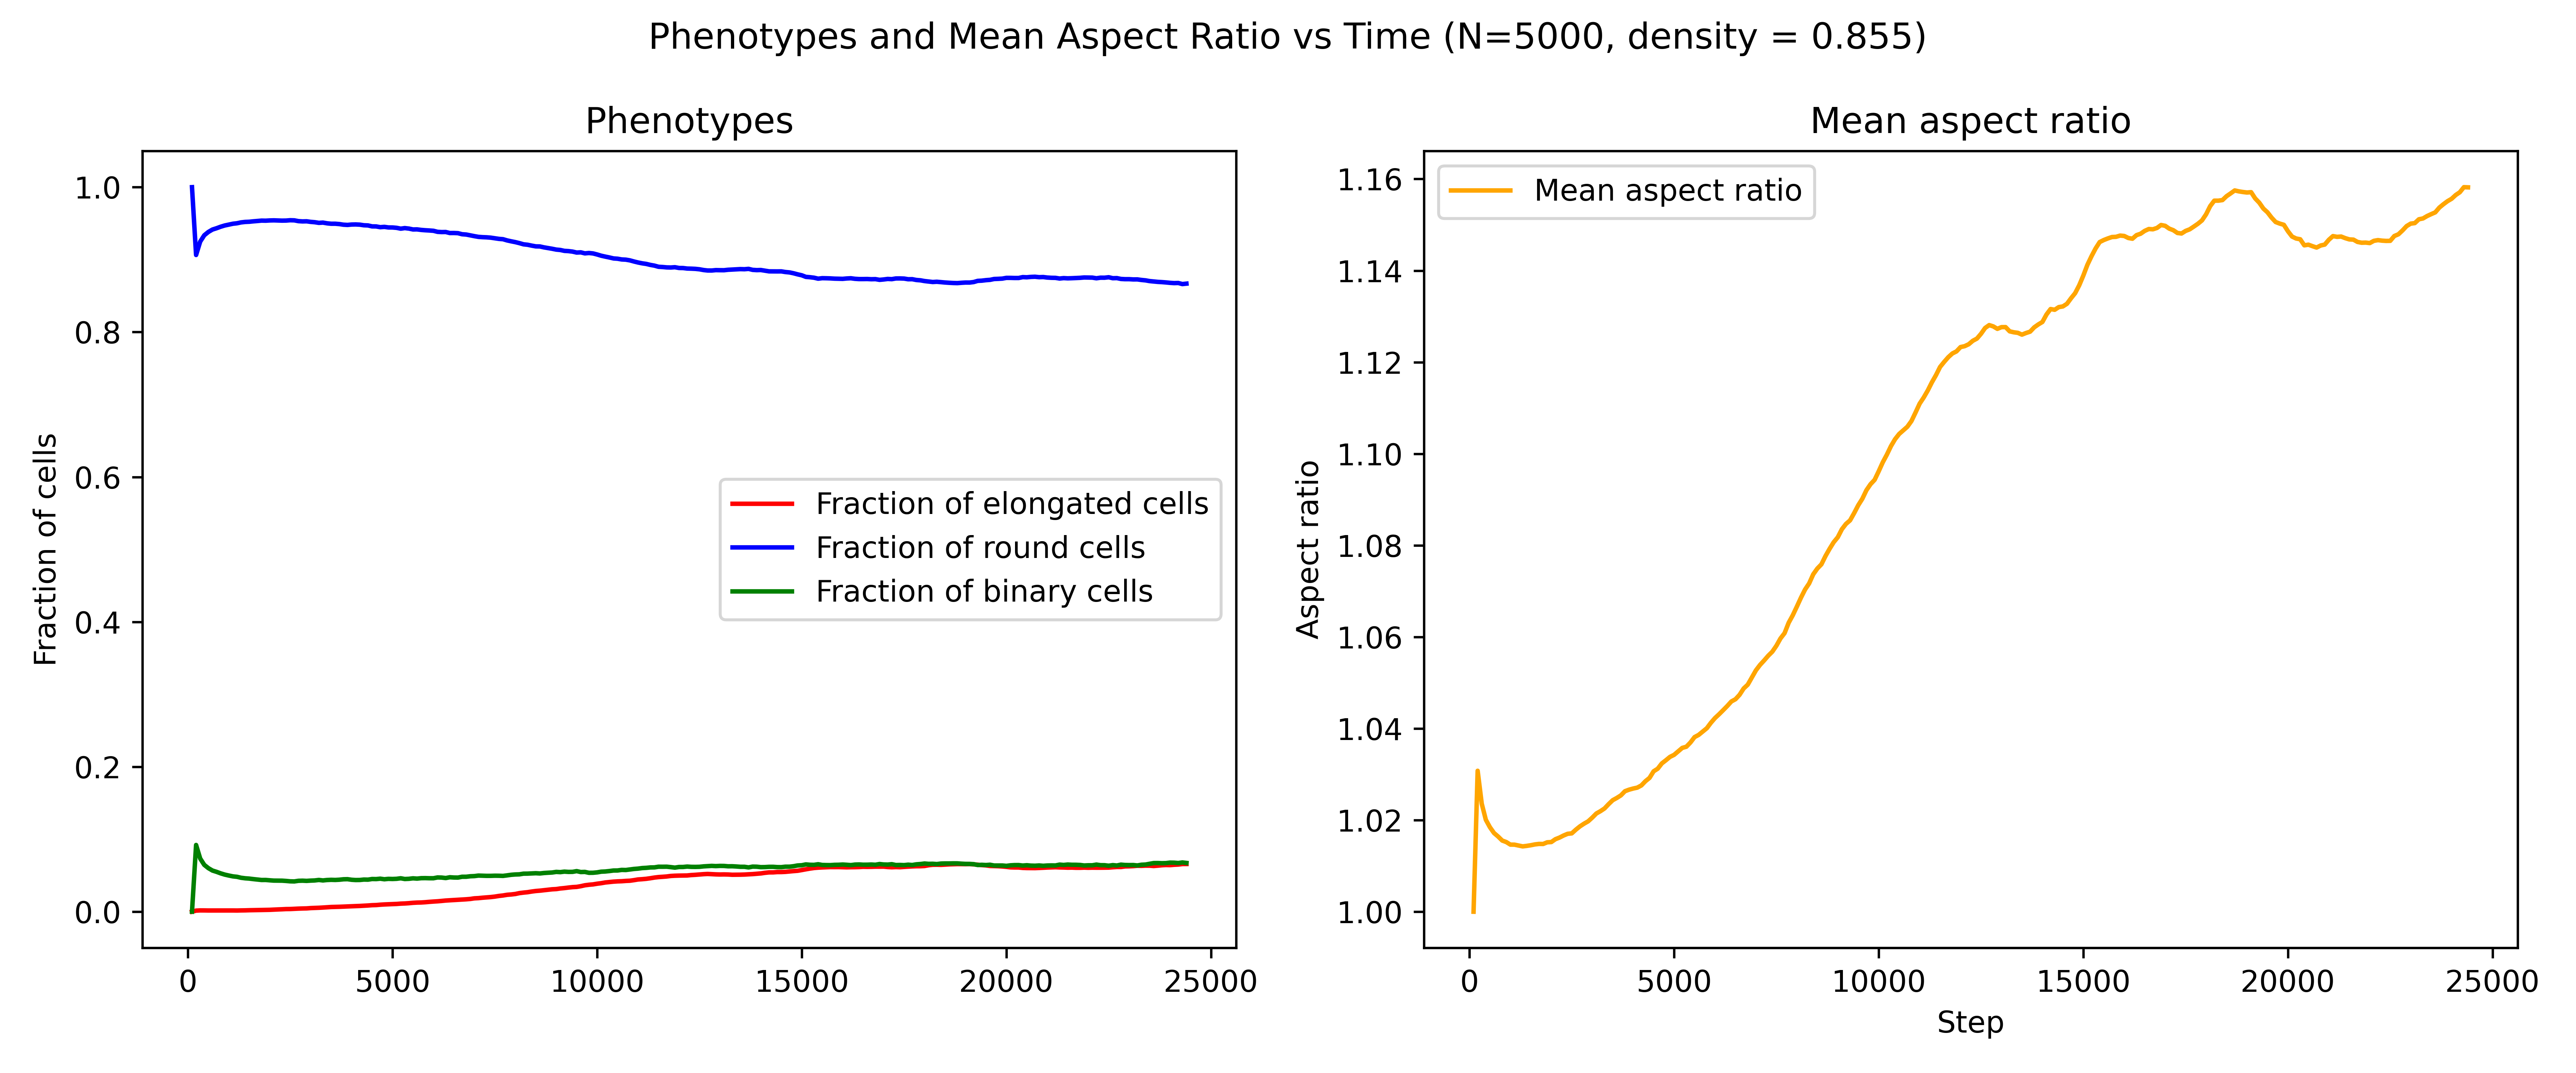 Phenotypes and Mean Aspect Ratio vs Time (N=5000, density = 0.855)
Phenotypes
Fraction of cells
1.0
0.8
0.6
0.4
0.2
0.0
Fraction of elongated cells
Fraction of round cells
Fraction of binary cells
0 5000 10000 15000 20000 25000
Mean aspect ratio
Aspect ratio
1.16
1.14
1.12
1.10
1.08
1.06
1.04
1.02
1.00
Mean aspect ratio
0 5000 10000 15000 20000 25000
Step